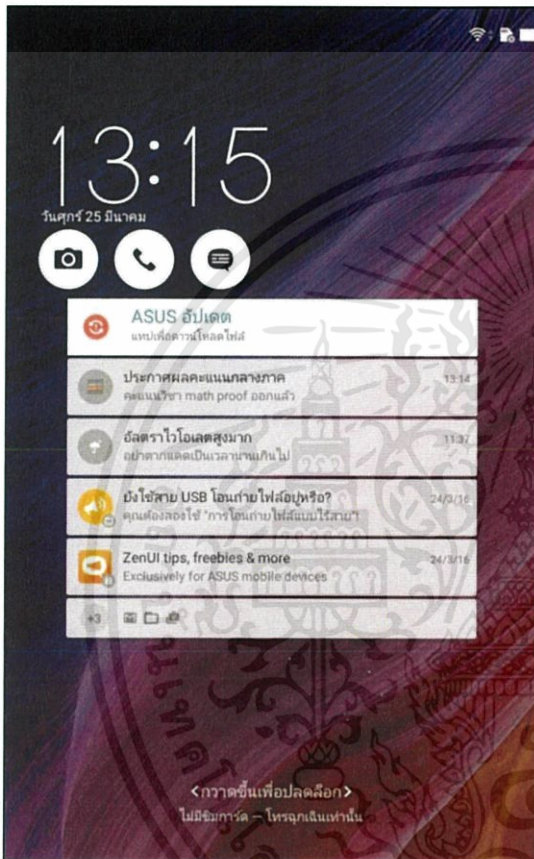 13:15
วันศุกร์ 25 มีนาคม
ASUS อัปเดต
แทปเพื่อดาวน์โหลดไฟล์
ประกาศผลคะแนนกลางภาค 13:14
คะแนนวิชา math proof ออกแล้ว
อัลตราไวโอเลตสูงมาก 11:37
อย่าตากแดดเป็นเวลานานเกินไป
ยังใช้สาย USB โอนถ่ายไฟล์อยู่หรือ? 24/3/16
คุณต้องลองใช้ "การโอนถ่ายไฟล์แบบไร้สาย"!
ZenUI tips, freebies & more 24/3/16
Exclusively for ASUS mobile devices
+3
<กวาดขึ้นเพื่อปลดล็อก>
ไม่มีซิมการ์ด — โทรฉุกเฉินเท่านั้น